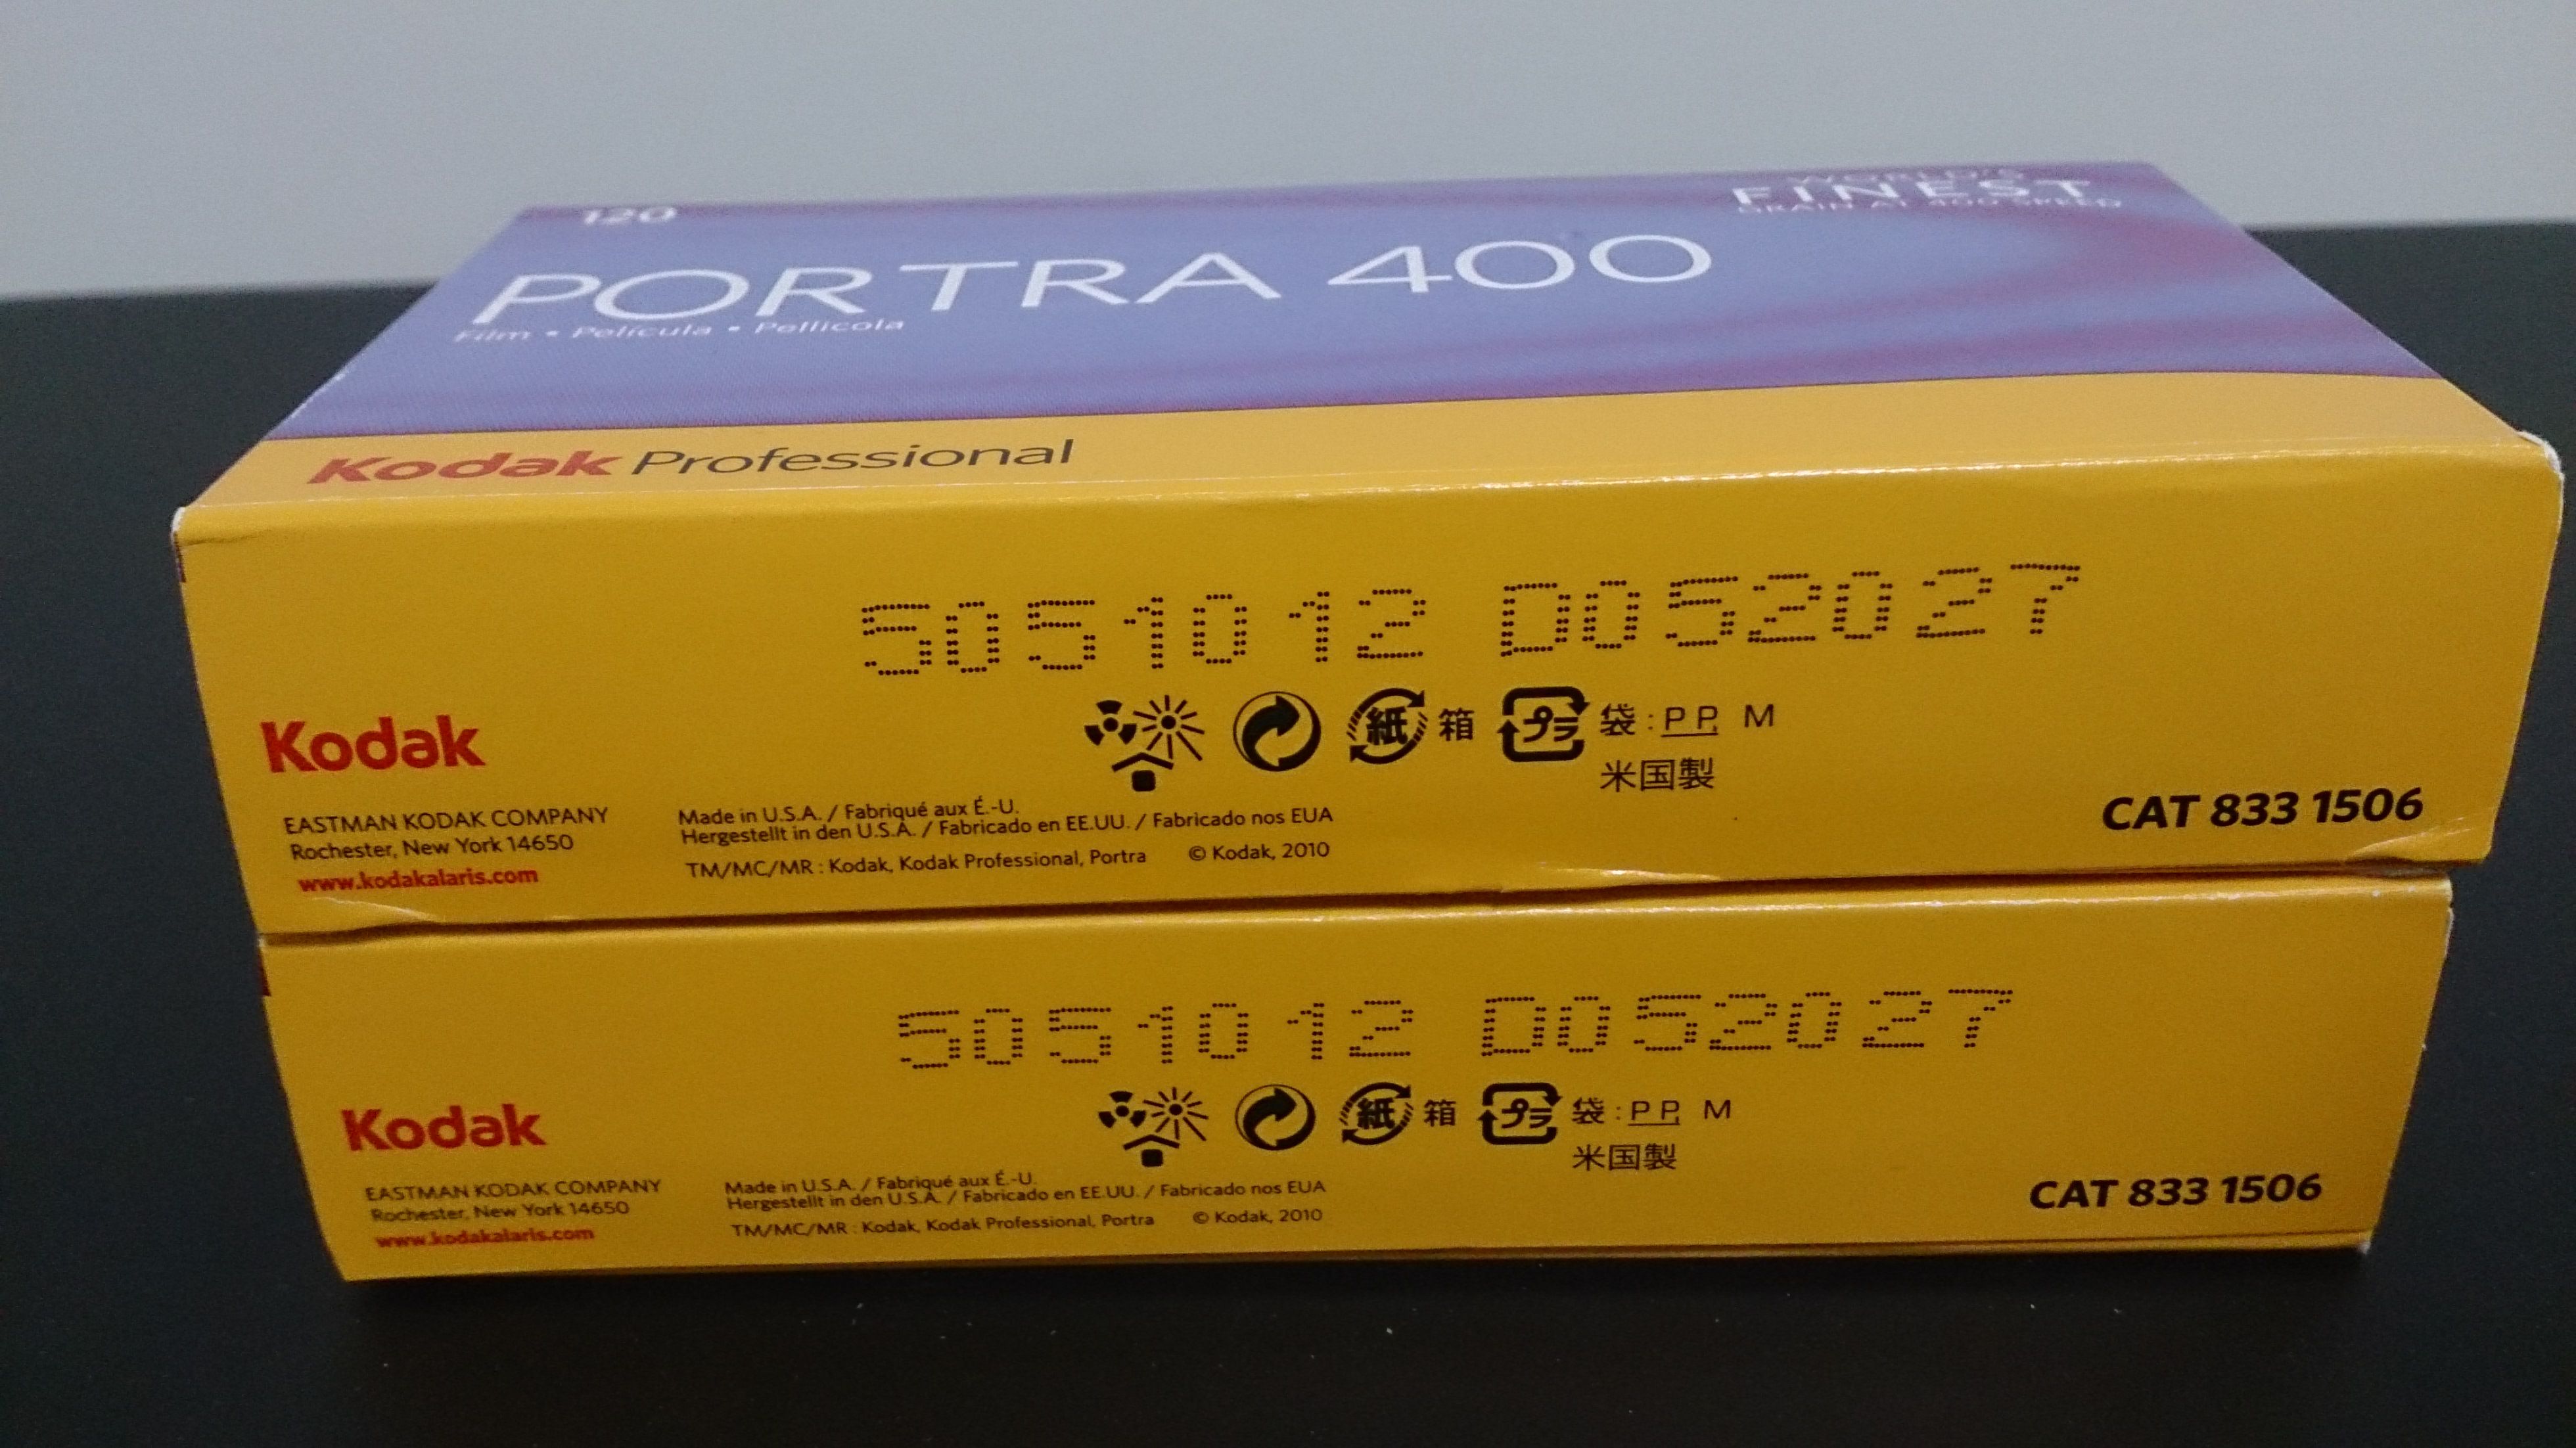 120
WORLD'S
FINEST
GRAIN AT 400 SPEED
PORTRA 400
Film • Película • Pellicola
Kodak Professional
5051012 D052027
紙 箱 プラ 袋 : PP, M
米国製
Kodak
EASTMAN KODAK COMPANY
Rochester, New York 14650
www.kodakalaris.com
Made in U.S.A. / Fabriqué aux É.-U.
Hergestellt in den U.S.A. / Fabricado en EE.UU. / Fabricado nos EUA
TM/MC/MR : Kodak, Kodak Professional, Portra © Kodak, 2010
CAT 833 1506
5051012 D052027
紙 箱 プラ 袋 : PP, M
米国製
Kodak
EASTMAN KODAK COMPANY
Rochester, New York 14650
www.kodakalaris.com
Made in U.S.A. / Fabriqué aux É.-U.
Hergestellt in den U.S.A. / Fabricado en EE.UU. / Fabricado nos EUA
TM/MC/MR : Kodak, Kodak Professional, Portra © Kodak, 2010
CAT 833 1506